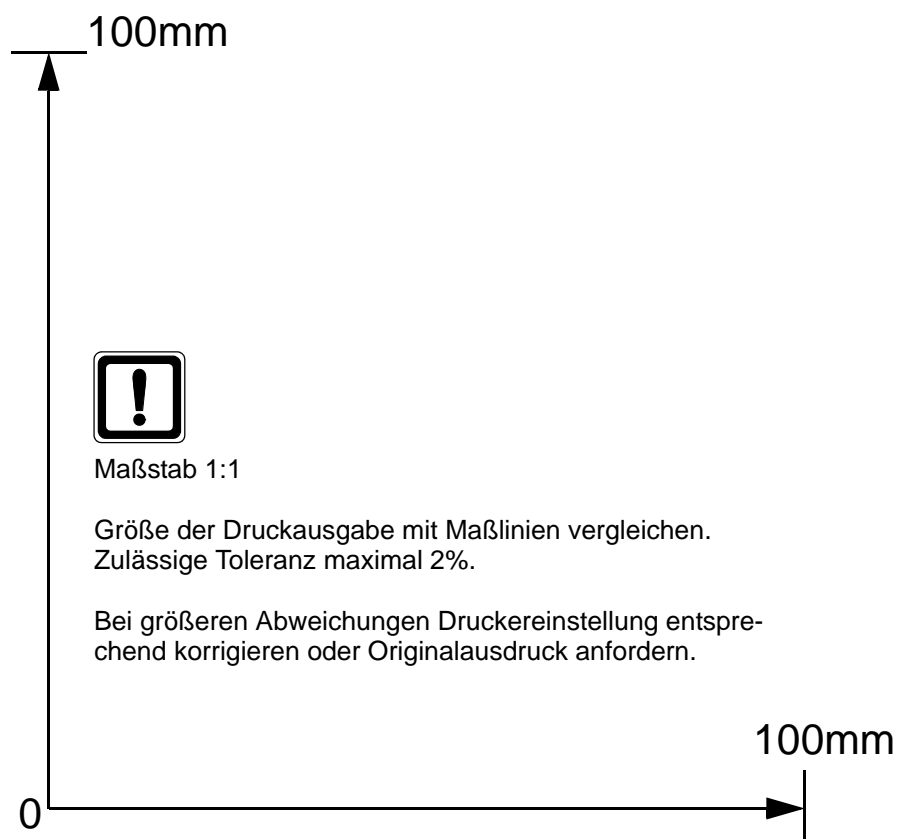 100mm
Maßstab 1:1
Größe der Druckausgabe mit Maßlinien vergleichen.
Zulässige Toleranz maximal 2%.
Bei größeren Abweichungen Druckereinstellung entspre-
chend korrigieren oder Originalausdruck anfordern.
100mm
0